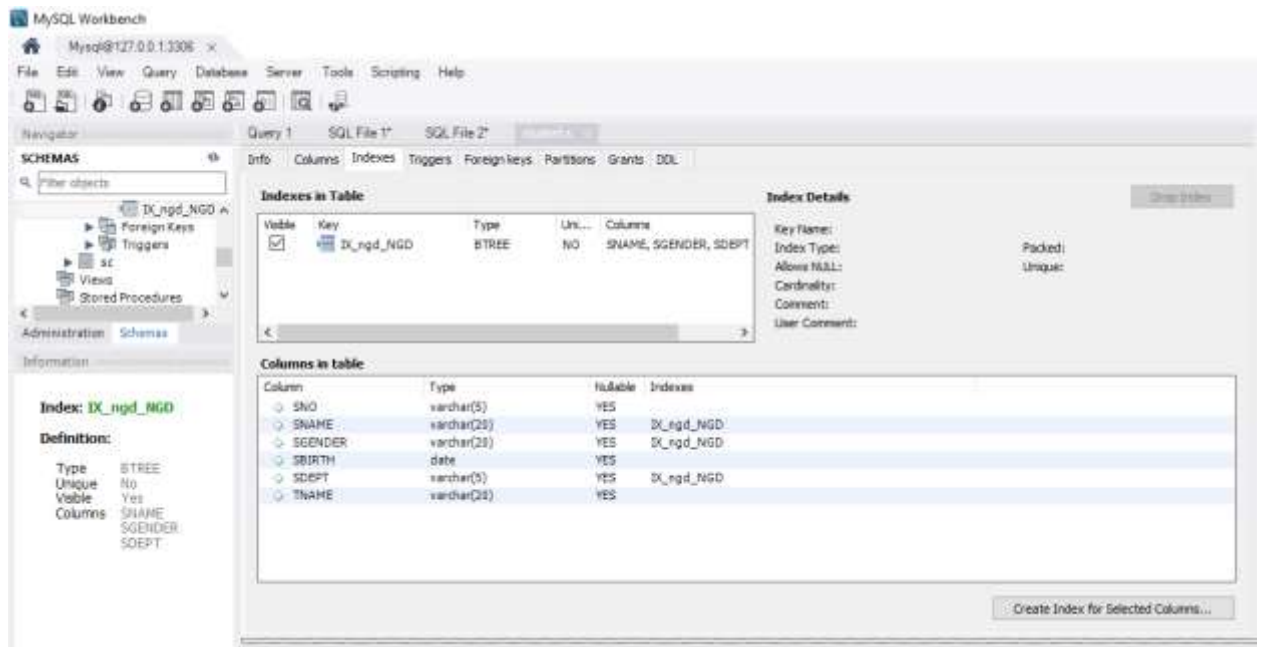 MySQL Workbench
Mysql@127.0.0.1:3306 ×
File Edit View Query Database Server Tools Scripting Help
Navigator
SCHEMAS
Filter objects
IX_ngd_NGD
Foreign Keys
Triggers
sc
Views
Stored Procedures
Administration Schemas
Information
Index: IX_ngd_NGD
Definition:
Type BTREE
Unique No
Visible Yes
Columns SNAME
SGENDER
SDEPT
Query 1 SQL File 1* SQL File 2*
Info Columns Indexes Triggers Foreign keys Partitions Grants DDL
Indexes in Table
Visible Key Type Uni... Columns
IX_ngd_NGD BTREE NO SNAME, SGENDER, SDEPT
Index Details
Drop Index
Key Name:
Index Type: Packed:
Allows NULL: Unique:
Cardinality:
Comment:
User Comment:
Columns in table
Column Type Nullable Indexes
SNO varchar(5) YES
SNAME varchar(20) YES IX_ngd_NGD
SGENDER varchar(20) YES IX_ngd_NGD
SBIRTH date YES
SDEPT varchar(5) YES IX_ngd_NGD
TNAME varchar(20) YES
Create Index for Selected Columns...